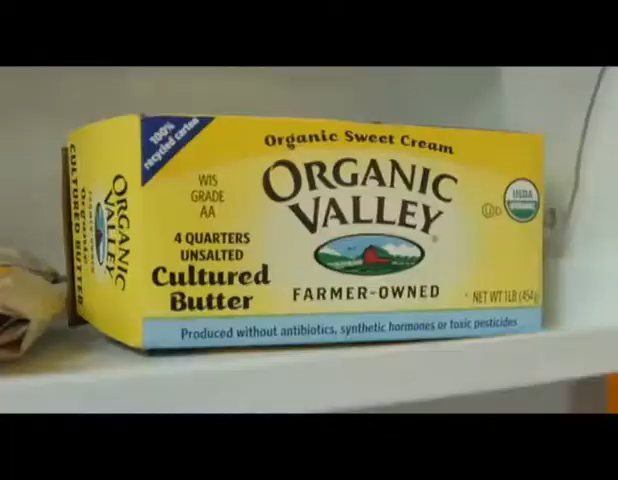 100%
recycled carton
Organic Sweet Cream
ORGANIC
VALLEY
WIS
GRADE
AA
4 QUARTERS
UNSALTED
Cultured
Butter
FARMER-OWNED
USDA
ORGANIC
NET WT 1LB (454g)
Produced without antibiotics, synthetic hormones or toxic pesticides
ORGANIC
VALLEY
CULTURED BUTTER